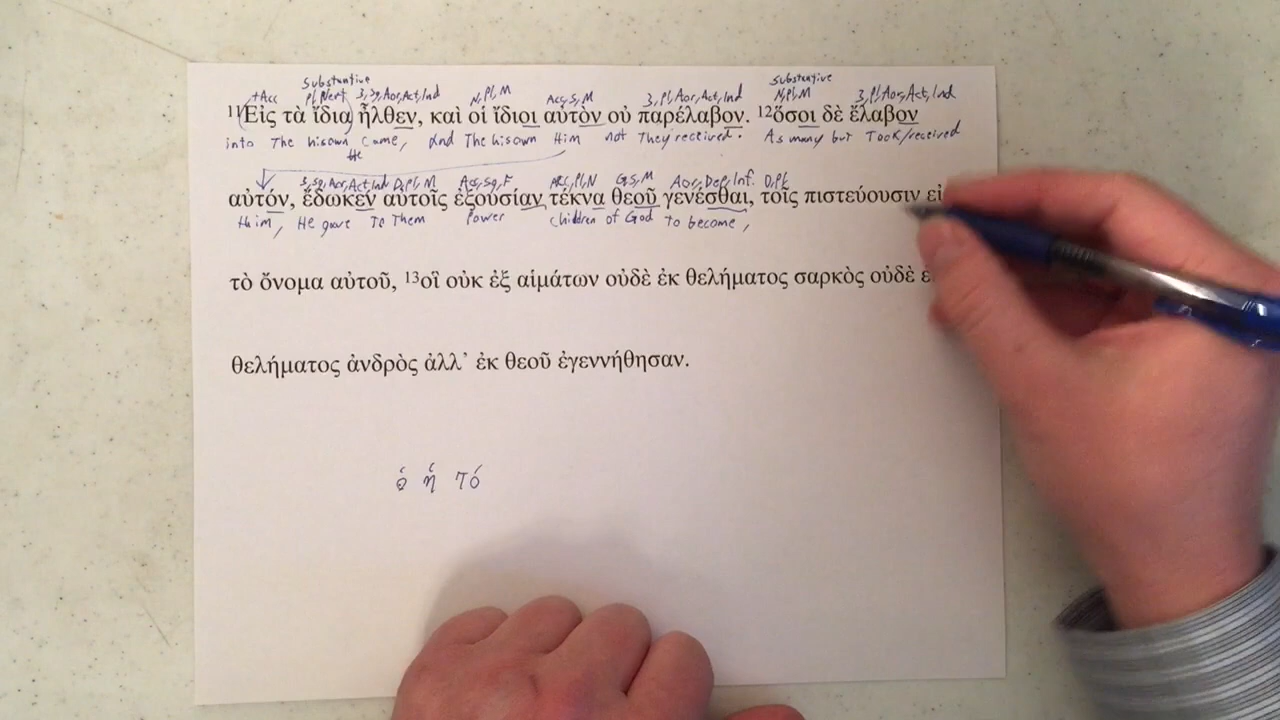 Substantive Substantive
+Acc Pl,Nert 3,Sg,Aor,Act,Ind N,Pl,M Acc,S,M 3,Pl,Aor,Act,Ind N,Pl,M 3,Pl,Aor,Act,Ind
11(Εἰς τὰ ἴδια) ἦλθεν, καὶ οἱ ἴδιοι αὐτὸν οὐ παρέλαβον. 12ὅσοι δὲ ἔλαβον
into The his own came, and The his own Him not They received. As many but Took/received
He
3,Sg,Aor,Act,Ind D,Pl,M Acc,Sg,F Acc,Pl,N G,S,M Aor,Dep,Inf. D,Pl
αὐτόν, ἔδωκεν αὐτοῖς ἐξουσίαν τέκνα θεοῦ γενέσθαι, τοῖς πιστεύουσιν εἰ
Him, He gave To Them Power children of God to become,
τὸ ὄνομα αὐτοῦ, 13οἳ οὐκ ἐξ αἱμάτων οὐδὲ ἐκ θελήματος σαρκὸς οὐδὲ ἐ
θελήματος ἀνδρὸς ἀλλ’ ἐκ θεοῦ ἐγεννήθησαν.
ὁ ἡ τό